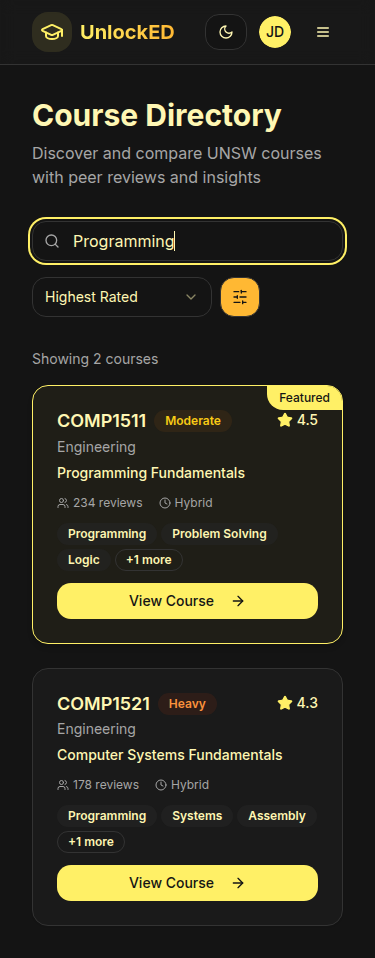 UnlockED
JD
Course Directory
Discover and compare UNSW courses
with peer reviews and insights
Programming
Highest Rated
Showing 2 courses
Featured
COMP1511 Moderate 4.5
Engineering
Programming Fundamentals
234 reviews Hybrid
Programming Problem Solving
Logic +1 more
View Course
COMP1521 Heavy 4.3
Engineering
Computer Systems Fundamentals
178 reviews Hybrid
Programming Systems Assembly
+1 more
View Course